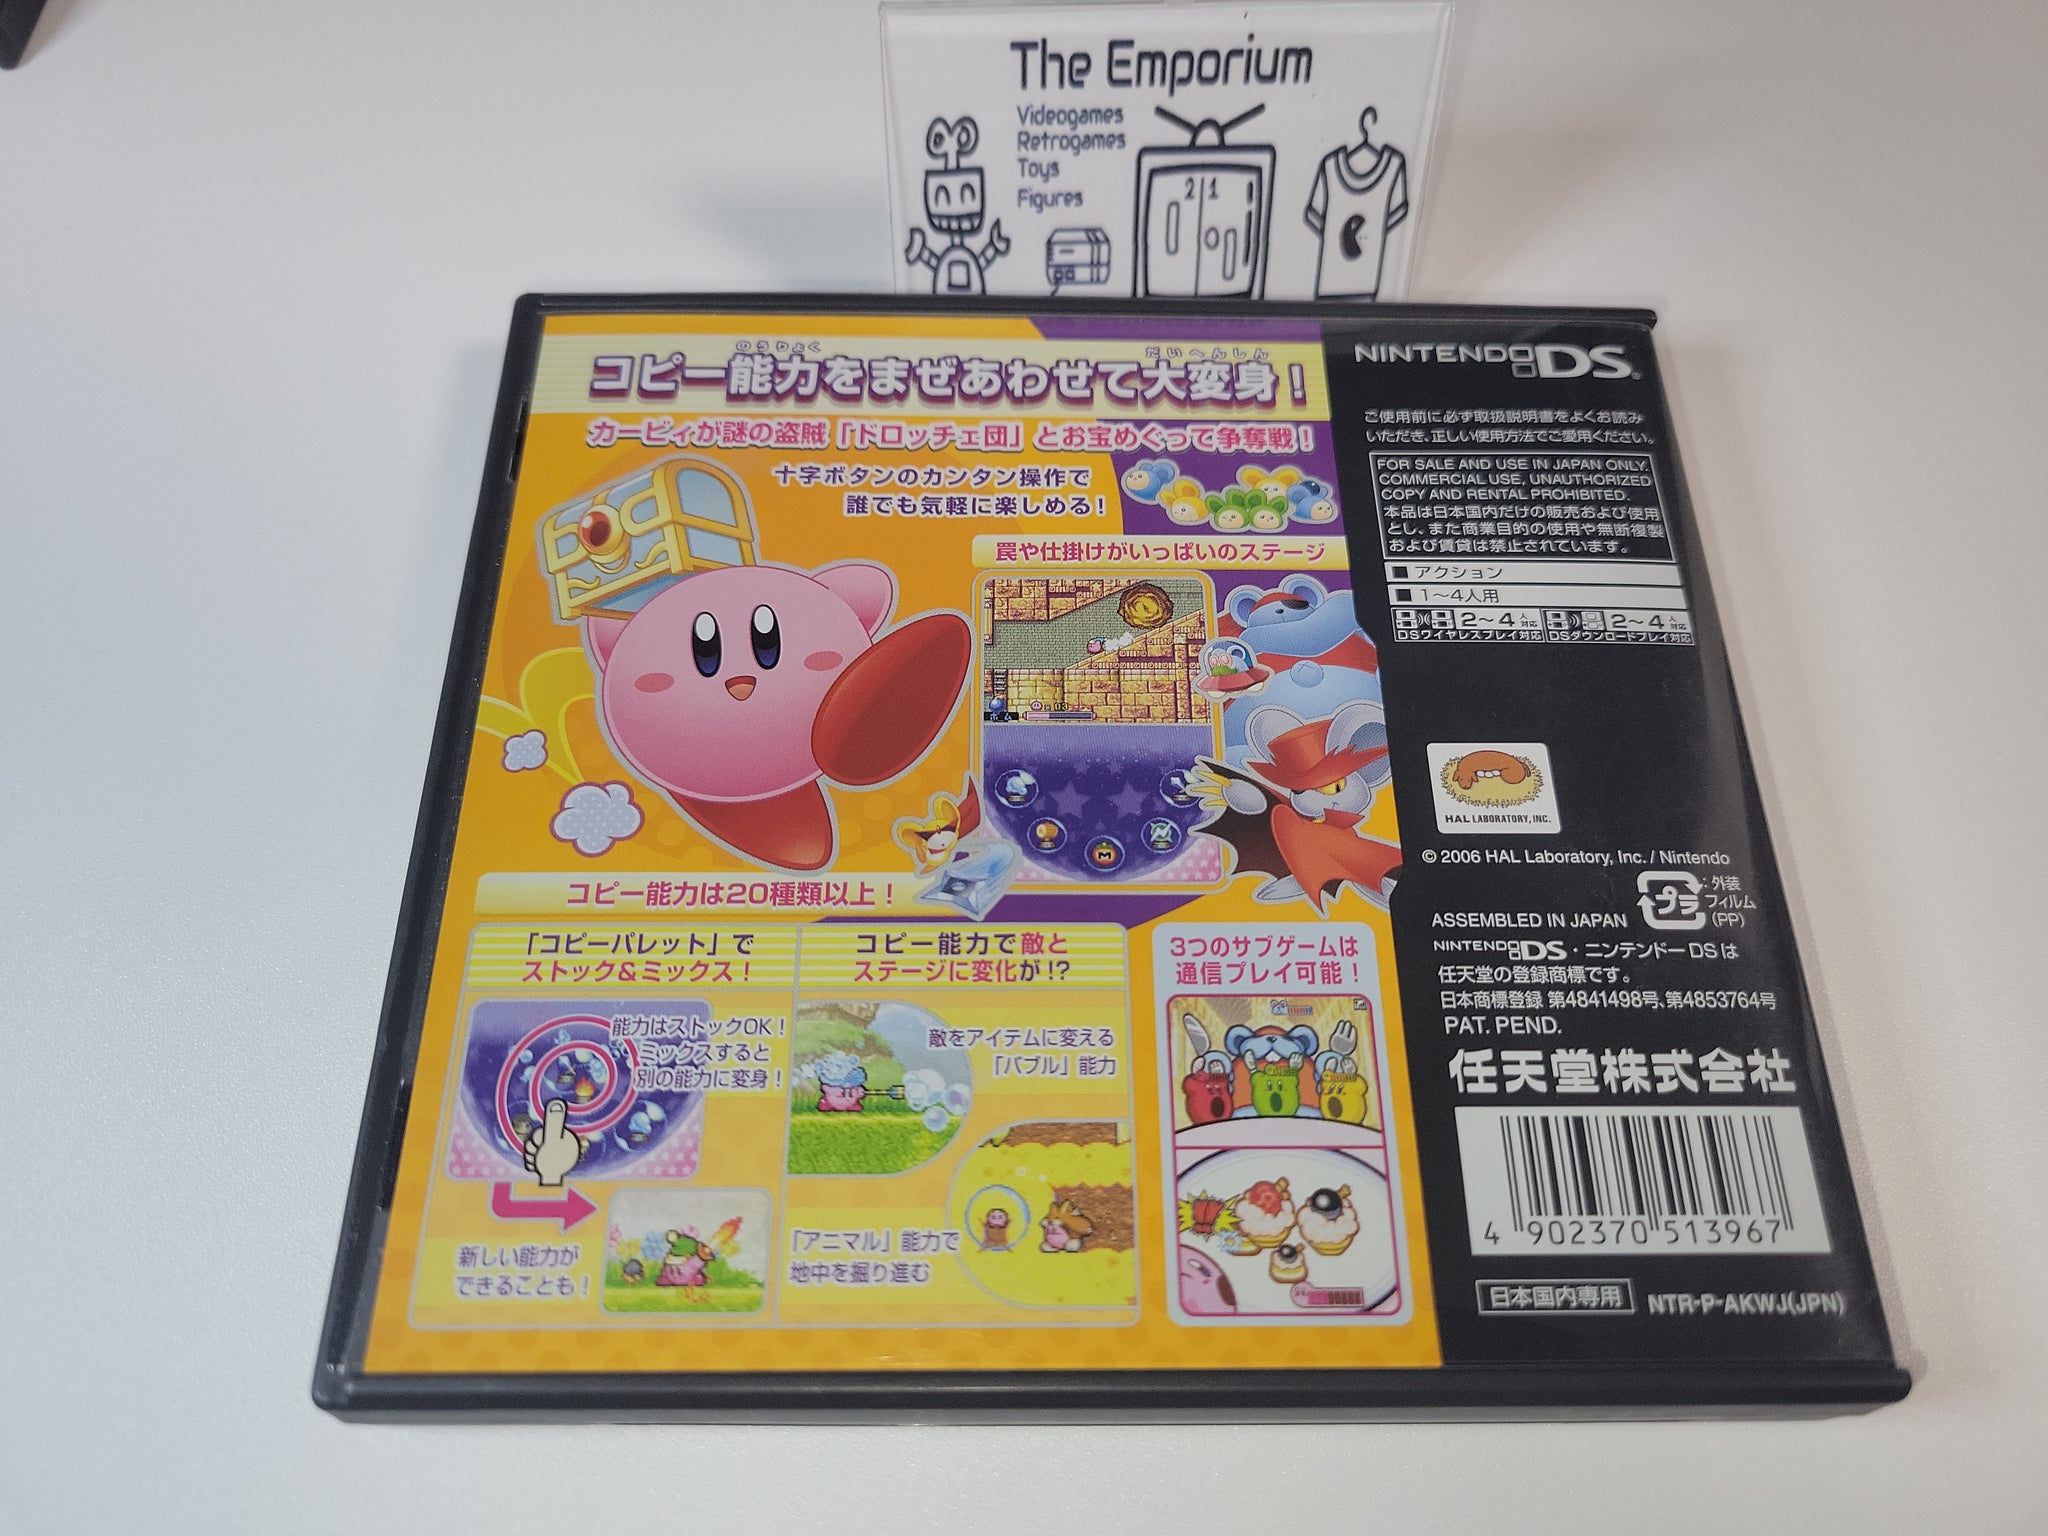 The Emporium
Videogames
Retrogames
Toys
Figures
2 1
のうりょく だいへんしん
コピー能力をまぜあわせて大変身!
カービィが謎の盗賊「ドロッチェ団」とお宝めぐって争奪戦!
十字ボタンのカンタン操作で
誰でも気軽に楽しめる!
罠や仕掛けがいっぱいのステージ
コピー能力は20種類以上!
「コピーパレット」で
ストック&ミックス!
能力はストックOK!
ミックスすると
別の能力に変身!
新しい能力が
できることも!
コピー能力で敵と
ステージに変化が!?
敵をアイテムに変える
「バブル」能力
「アニマル」能力で
地中を掘り進む
3つのサブゲームは
通信プレイ可能!
NINTENDO DS®
ご使用前に必ず取扱説明書をよくお読み
いただき、正しい使用方法でご愛用ください。
FOR SALE AND USE IN JAPAN ONLY.
COMMERCIAL USE, UNAUTHORIZED
COPY AND RENTAL PROHIBITED.
本品は日本国内だけの販売および使用
とし、また商業目的の使用や無断複製
および賃貸は禁止されています。
■ アクション
■ 1〜4人用
2〜4人対応
DSワイヤレスプレイ対応
2〜4人対応
DSダウンロードプレイ対応
HAL LABORATORY, INC.
© 2006 HAL Laboratory, Inc. / Nintendo
ASSEMBLED IN JAPAN
プラ
:外装
フィルム
(PP)
NINTENDO DS・ニンテンドーDSは
任天堂の登録商標です。
日本商標登録 第4841498号、第4853764号
PAT. PEND.
任天堂株式会社
4 902370 513967
日本国内専用
NTR-P-AKWJ(JPN)